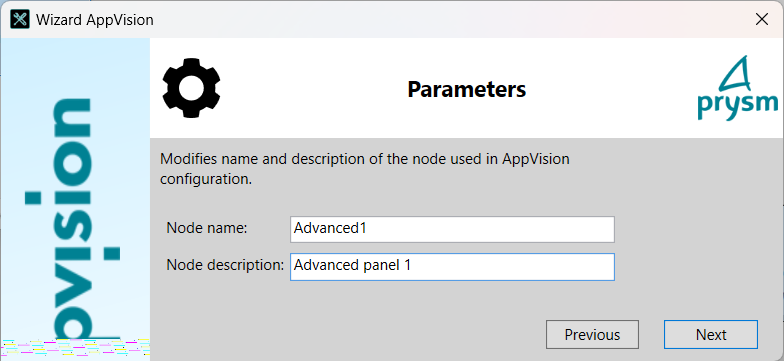 Wizard AppVision
pvision
Parameters
prysm
Modifies name and description of the node used in AppVision
configuration.
Node name:
Advanced1
Node description:
Advanced panel 1
Previous
Next